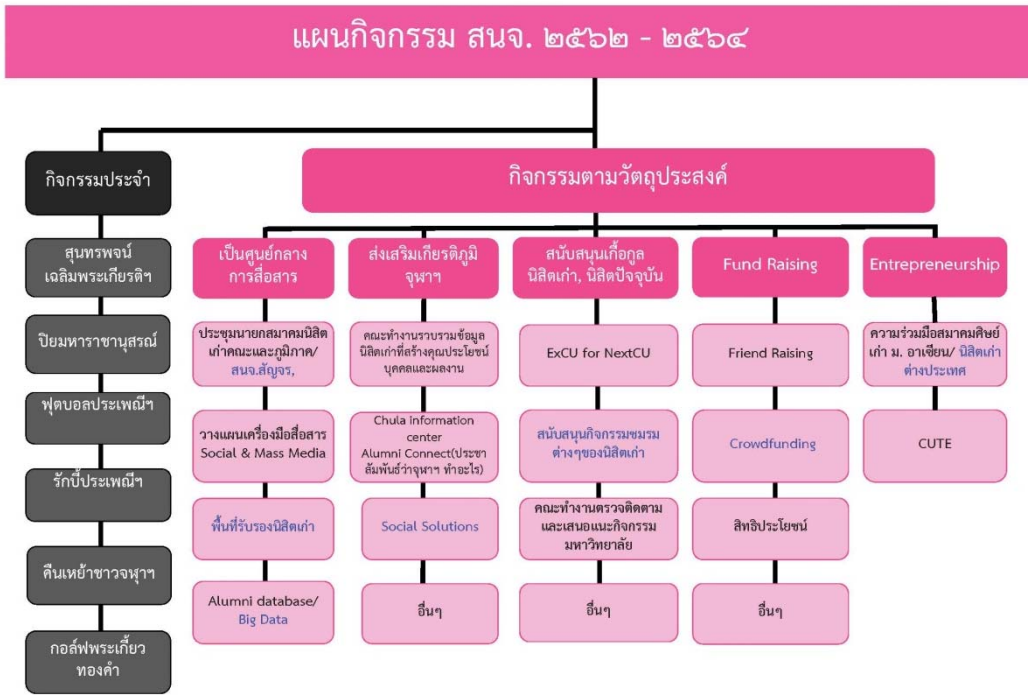 แผนกิจกรรม สนจ. ๒๕๖๒ - ๒๕๖๔
กิจกรรมประจำ
สุนทรพจน์
เฉลิมพระเกียรติฯ
ปิยมหาราชานุสรณ์
ฟุตบอลประเพณีฯ
รักบี้ประเพณีฯ
คืนเหย้าชาวจุฬาฯ
กอล์ฟพระเกี้ยว
ทองคำ
กิจกรรมตามวัตถุประสงค์
เป็นศูนย์กลาง
การสื่อสาร
ประชุมนายกสมาคมนิสิต
เก่าคณะและภูมิภาค/
สนจ.สัญจร,
วางแผนเครื่องมือสื่อสาร
Social & Mass Media
พื้นที่รับรองนิสิตเก่า
Alumni database/
Big Data
ส่งเสริมเกียรติภูมิ
จุฬาฯ
คณะทำงานรวบรวมข้อมูล
นิสิตเก่าที่สร้างคุณประโยชน์
บุคคลและผลงาน
Chula information
center
Alumni Connect(ประชา
สัมพันธ์ว่าจุฬาฯ ทำอะไร)
Social Solutions
อื่นๆ
สนับสนุนเกื้อกูล
นิสิตเก่า, นิสิตปัจจุบัน
ExCU for NextCU
สนับสนุนกิจกรรมชมรม
ต่างๆของนิสิตเก่า
คณะทำงานตรวจติดตาม
และเสนอแนะกิจกรรม
มหาวิทยาลัย
อื่นๆ
Fund Raising
Friend Raising
Crowdfunding
สิทธิประโยชน์
อื่นๆ
Entrepreneurship
ความร่วมมือสมาคมศิษย์
เก่า ม. อาเซียน/ นิสิตเก่า
ต่างประเทศ
CUTE